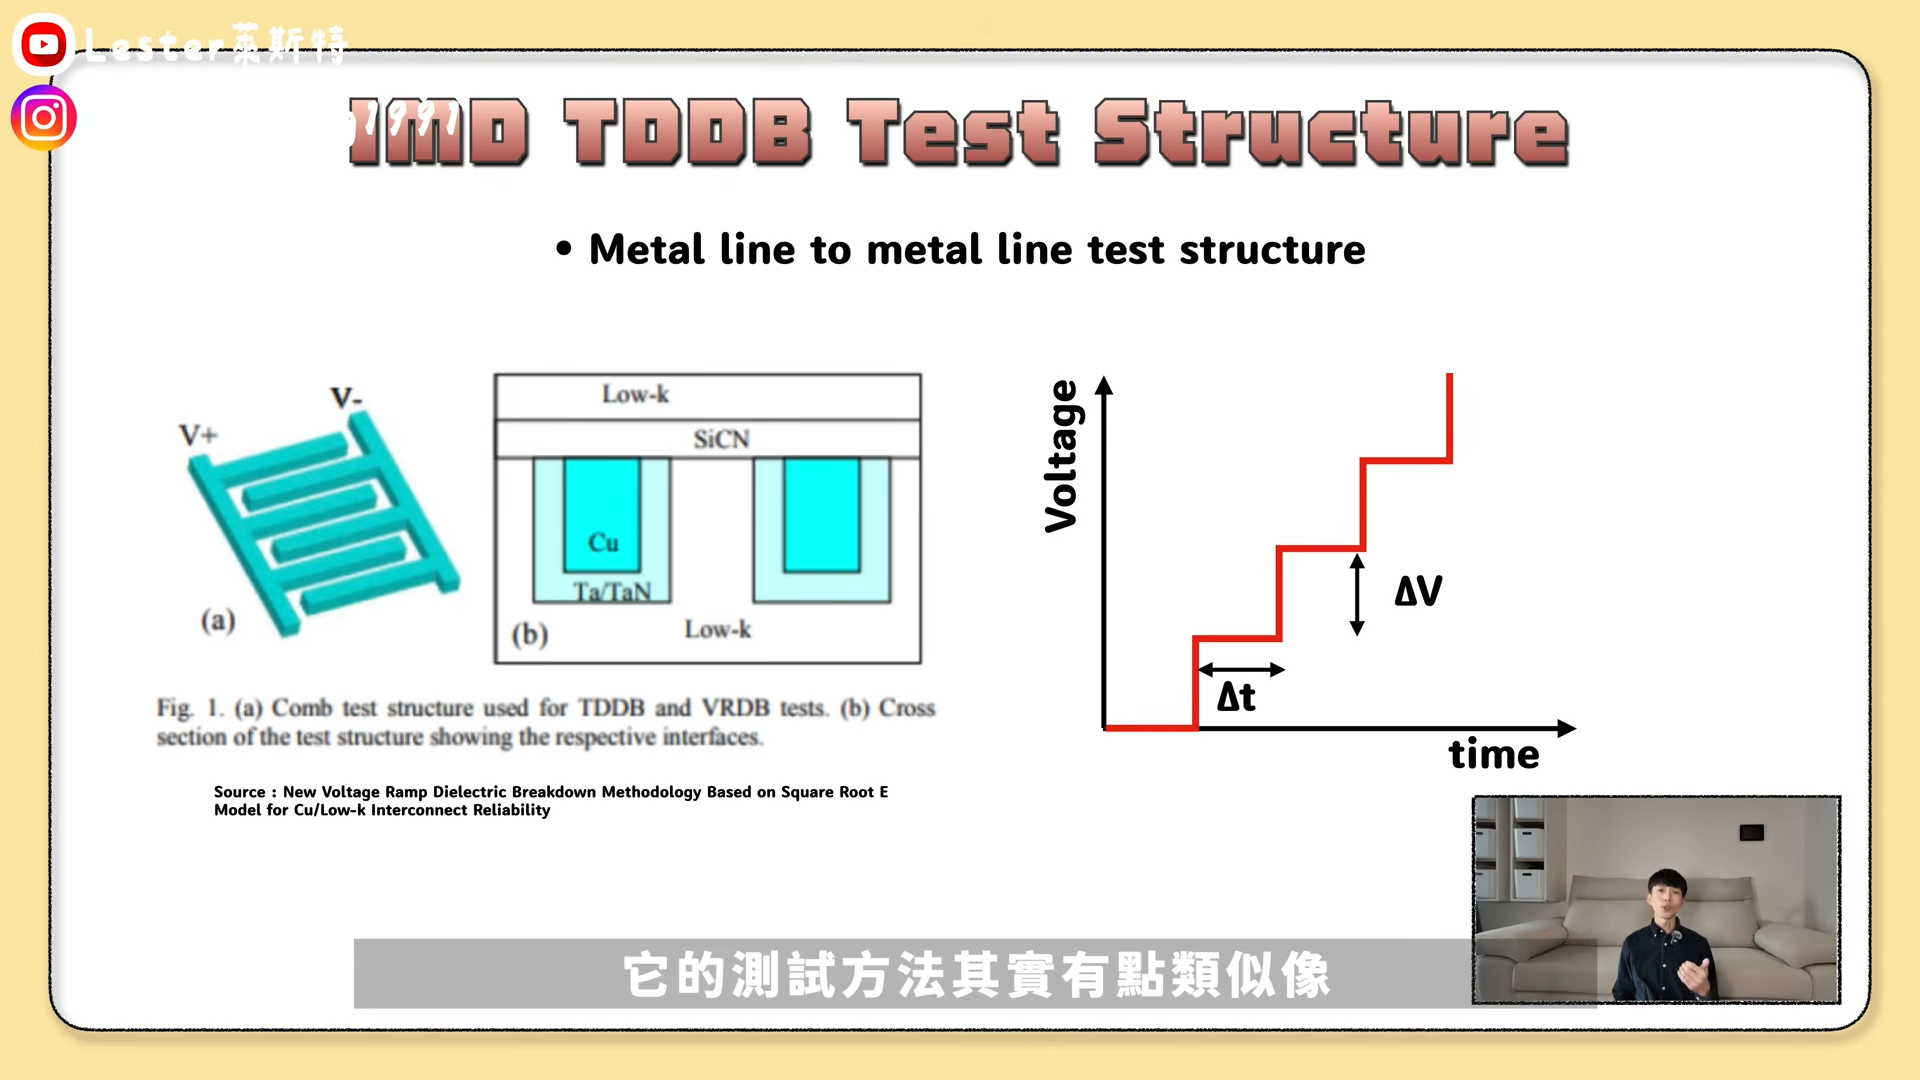 Lester萊斯特
1991
IMD TDDB Test Structure
• Metal line to metal line test structure
V-
V+
(a)
Low-k
SiCN
Cu
Ta/TaN
Low-k
(b)
Fig. 1. (a) Comb test structure used for TDDB and VRDB tests. (b) Cross
section of the test structure showing the respective interfaces.
Source : New Voltage Ramp Dielectric Breakdown Methodology Based on Square Root E
Model for Cu/Low-k Interconnect Reliability
Voltage
ΔV
Δt
time
它的測試方法其實有點類似像